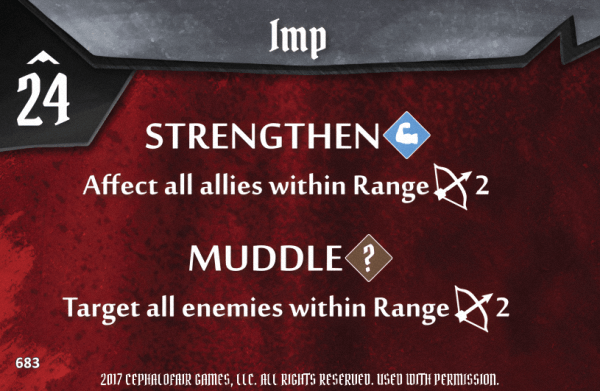 Imp
24
STRENGTHEN
Affect all allies within Range 2
MUDDLE ?
Target all enemies within Range 2
683
2017 CEPHALOFAIR GAMES, LLC. ALL RIGHTS RESERVED. USED WITH PERMISSION.